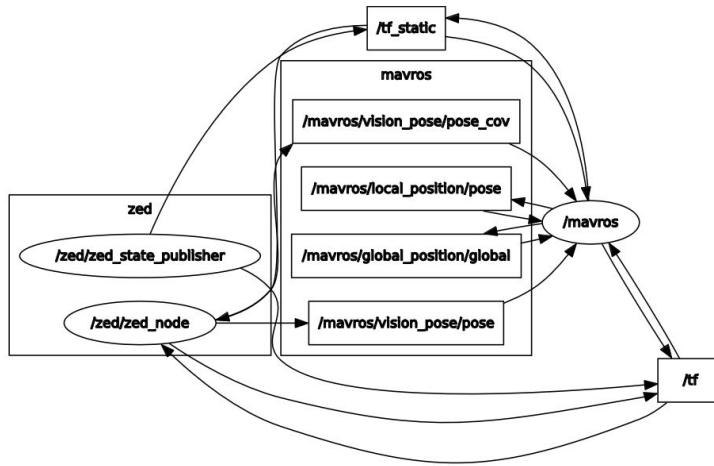 /tf_static
mavros
/mavros/vision_pose/pose_cov
/mavros/local_position/pose
zed
/mavros
/zed/zed_state_publisher
/mavros/global_position/global
/zed/zed_node
/mavros/vision_pose/pose
/tf